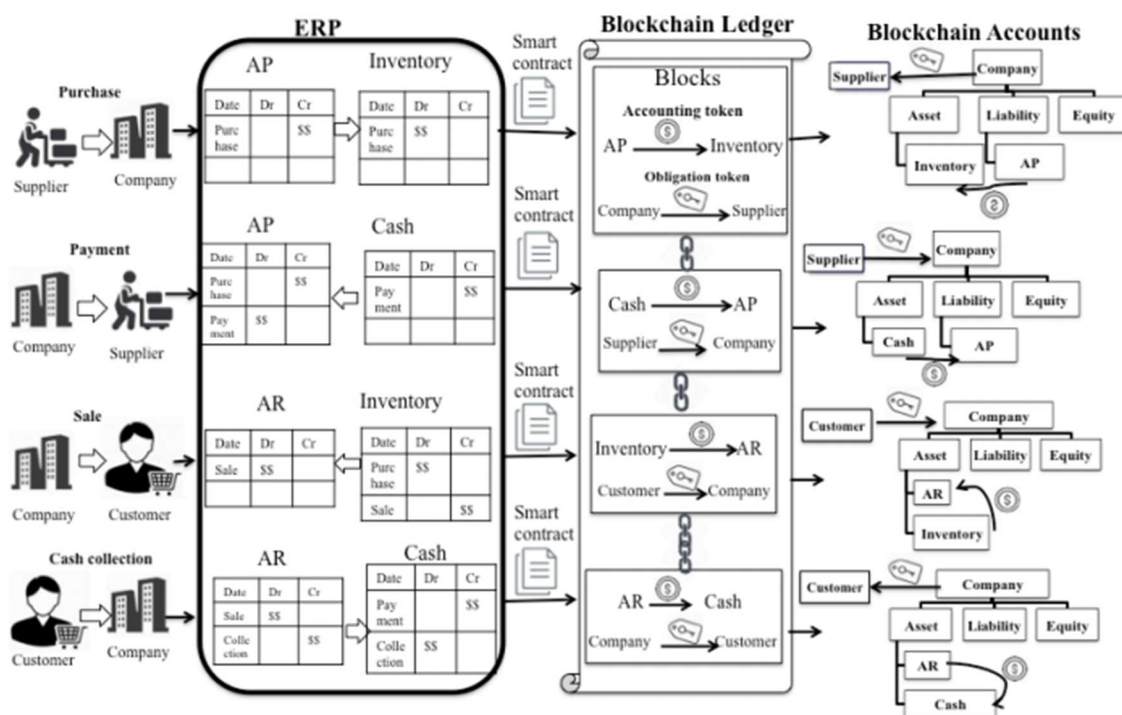 ERP
Blockchain Ledger
Blockchain Accounts
Purchase
Supplier
Company
AP
Inventory
Date Dr Cr
Purc
hase
$$
Date Dr Cr
Purc
hase
$$
Smart
contract
Blocks
Accounting token
$
AP
Inventory
Obligation token
Company
Supplier
Supplier
Company
Asset
Liability
Equity
Inventory
AP
$
Payment
Company
Supplier
AP
Cash
Date Dr Cr
Purc
hase
$$
Pay
ment
$$
Date Dr Cr
Pay
ment
$$
Smart
contract
$
Cash
AP
Supplier
Company
Supplier
Company
Asset
Liability
Equity
Cash
AP
$
Sale
Company
Customer
AR
Inventory
Date Dr Cr
Sale $$
Date Dr Cr
Purc
hase
$$
Sale $$
Smart
contract
$
Inventory
AR
Customer
Company
Customer
Company
Asset
Liability
Equity
AR
Inventory
$
Cash collection
Customer
Company
AR
Cash
Date Dr Cr
Sale $$
Colle
ction
$$
Date Dr Cr
Pay
ment
$$
Colle
ction
$$
Smart
contract
$
AR
Cash
Company
Customer
Customer
Company
Asset
Liability
Equity
AR
Cash
$